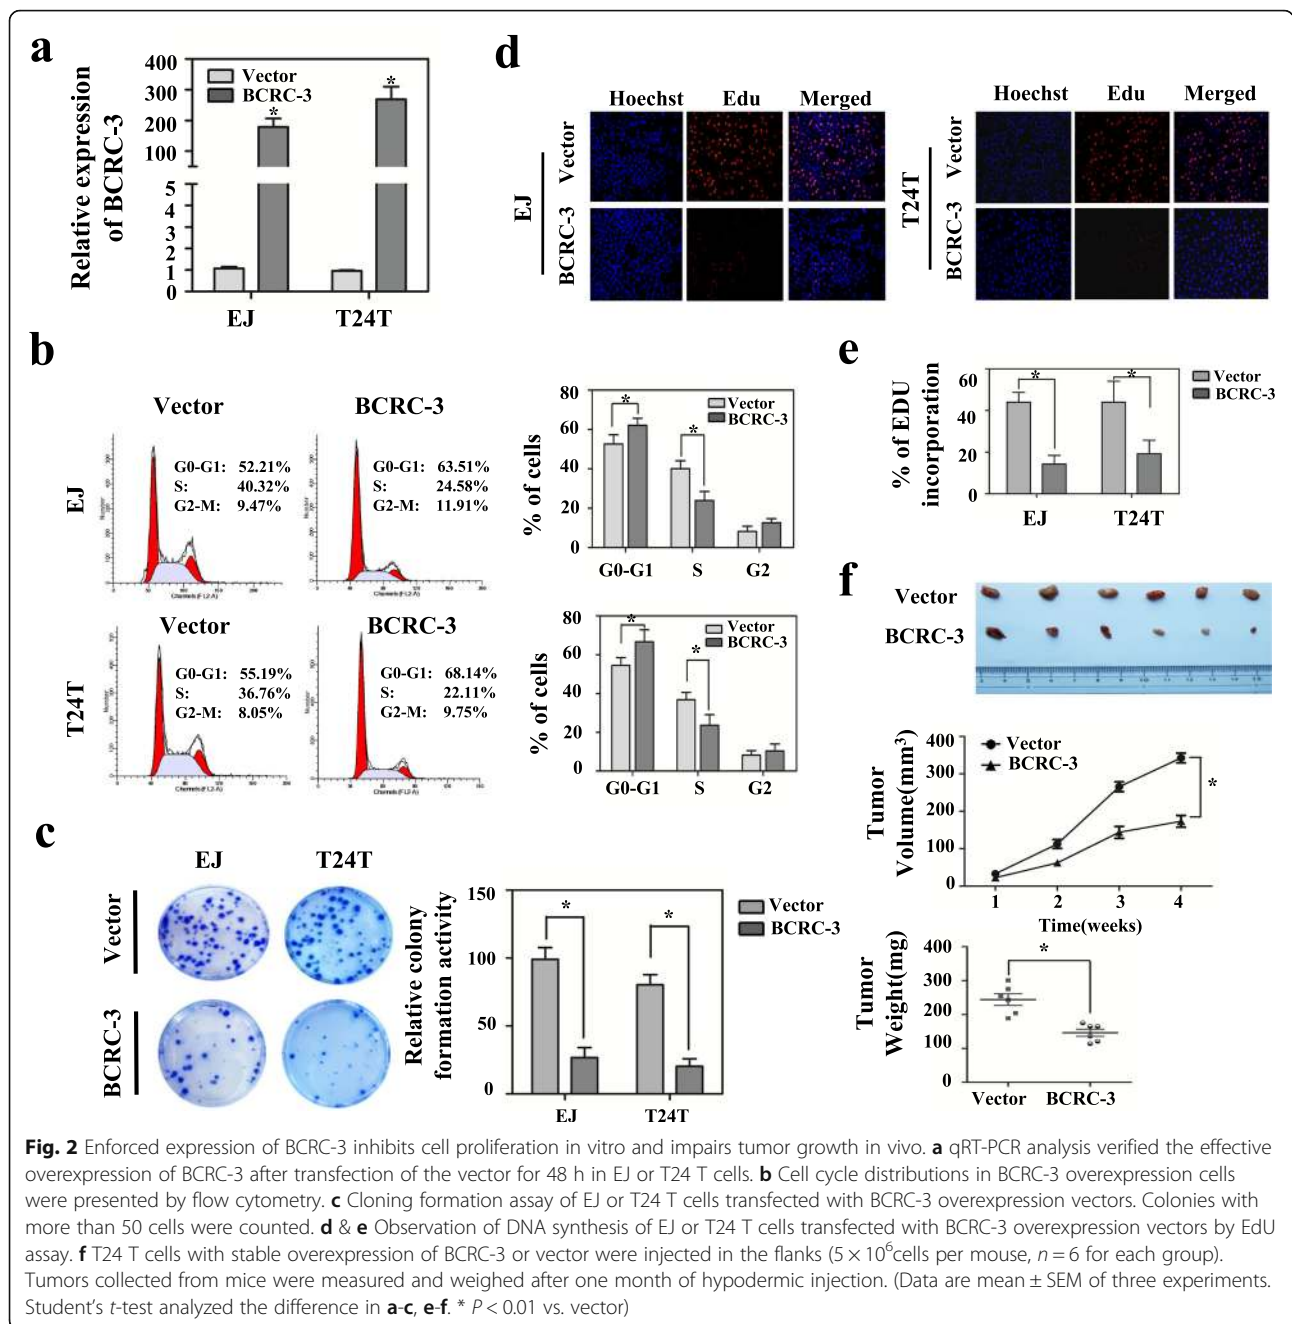 a
400
300
200
100
5
4
3
2
1
0
Relative expression
of BCRC-3
Vector
BCRC-3
*
*
EJ
T24T
d
Hoechst
Edu
Merged
Hoechst
Edu
Merged
EJ
Vector
BCRC-3
T24T
Vector
BCRC-3
b
Vector
BCRC-3
EJ
G0-G1: 52.21%
S: 40.32%
G2-M: 9.47%
G0-G1: 63.51%
S: 24.58%
G2-M: 11.91%
Number
Channels (FL2-A)
Number
Channels (FL2-A)
Vector
BCRC-3
T24T
G0-G1: 55.19%
S: 36.76%
G2-M: 8.05%
G0-G1: 68.14%
S: 22.11%
G2-M: 9.75%
Channels (FL2-A)
Channels (FL2-A)
80
60
40
20
0
% of cells
Vector
BCRC-3
*
*
G0-G1
S
G2
80
60
40
20
0
% of cells
Vector
BCRC-3
*
*
G0-G1
S
G2
e
60
40
20
0
% of EDU
incorporation
Vector
BCRC-3
*
*
EJ
T24T
f
Vector
BCRC-3
400
300
200
100
0
Tumor
Volume(mm³)
Vector
BCRC-3
*
1
2
3
4
Time(weeks)
400
300
200
100
0
Tumor
Weight(mg)
*
Vector
BCRC-3
c
EJ
T24T
Vector
BCRC-3
150
100
50
0
Relative colony
formation activity
Vector
BCRC-3
*
*
EJ
T24T
Fig. 2 Enforced expression of BCRC-3 inhibits cell proliferation in vitro and impairs tumor growth in vivo. a qRT-PCR analysis verified the effective
overexpression of BCRC-3 after transfection of the vector for 48 h in EJ or T24 T cells. b Cell cycle distributions in BCRC-3 overexpression cells
were presented by flow cytometry. c Cloning formation assay of EJ or T24 T cells transfected with BCRC-3 overexpression vectors. Colonies with
more than 50 cells were counted. d & e Observation of DNA synthesis of EJ or T24 T cells transfected with BCRC-3 overexpression vectors by EdU
assay. f T24 T cells with stable overexpression of BCRC-3 or vector were injected in the flanks (5 × 10⁶cells per mouse, n = 6 for each group).
Tumors collected from mice were measured and weighed after one month of hypodermic injection. (Data are mean ± SEM of three experiments.
Student's t-test analyzed the difference in a-c, e-f. * P < 0.01 vs. vector)